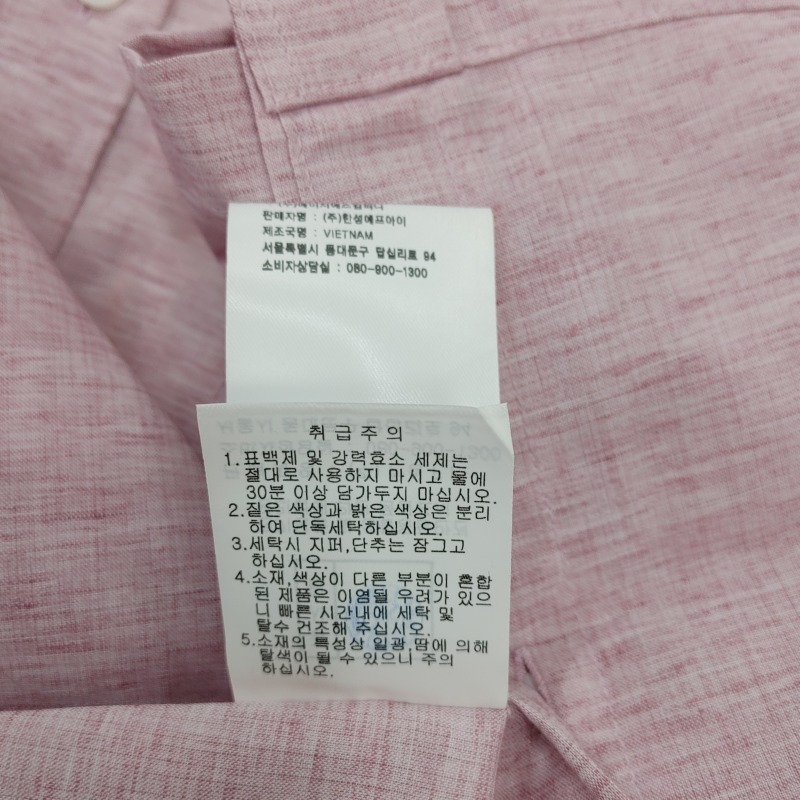 판매자명 : (주)한성에프아이
제조국명 : VIETNAM
서울특별시 동대문구 답십리로 94
소비자상담실 : 080-900-1300
취급주의
1.표백제 및 강력효소 세제는
절대로 사용하지 마시고 물에
30분 이상 담가두지 마십시오.
2.짙은 색상과 밝은 색상은 분리
하여 단독세탁하십시오.
3.세탁시 지퍼,단추는 잠그고
하십시오.
4.소재,색상이 다른 부분이 혼합
된 제품은 이염될 우려가 있으
니 빠른 시간내에 세탁 및
탈수 건조해 주십시오.
5.소재의 특성상 일광,땀에 의해
탈색이 될 수 있으니 주의
하십시오.